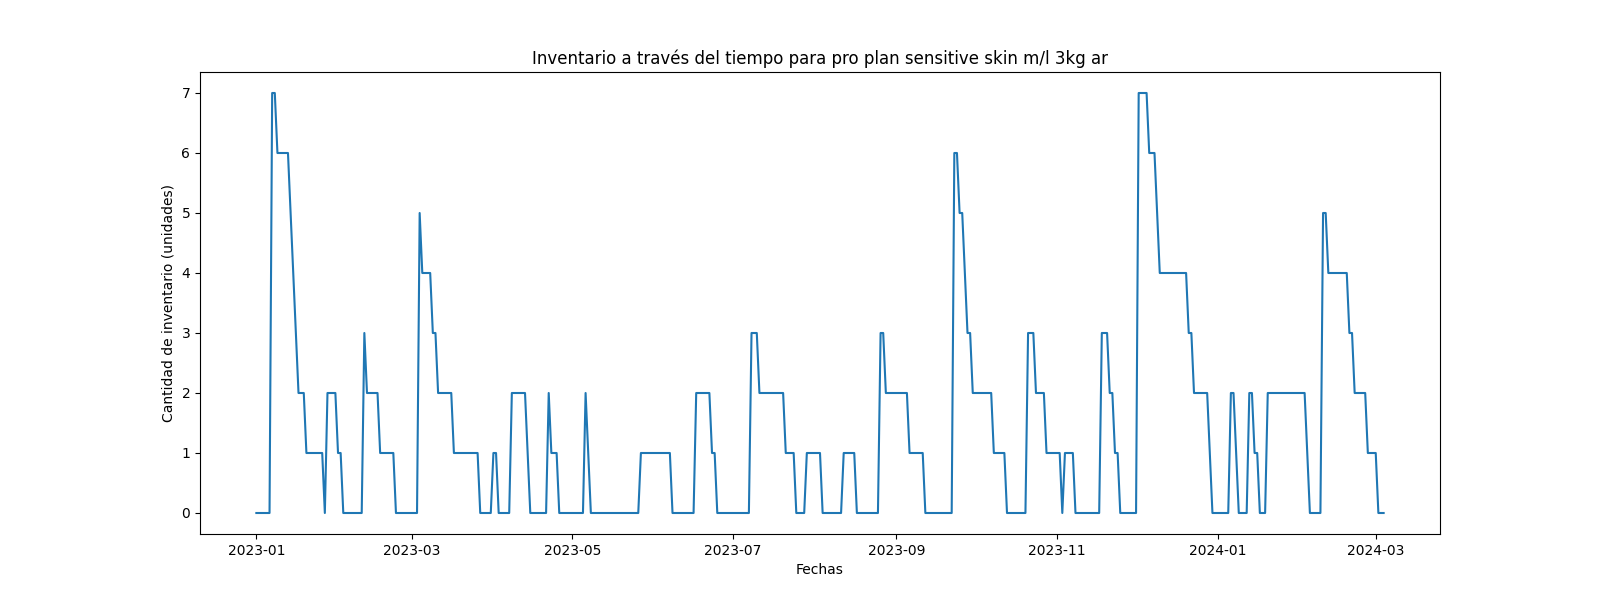 Inventario a través del tiempo para pro plan sensitive skin m/l 3kg ar
Cantidad de inventario (unidades)
7
6
5
4
3
2
1
0
2023-01 2023-03 2023-05 2023-07 2023-09 2023-11 2024-01 2024-03
Fechas